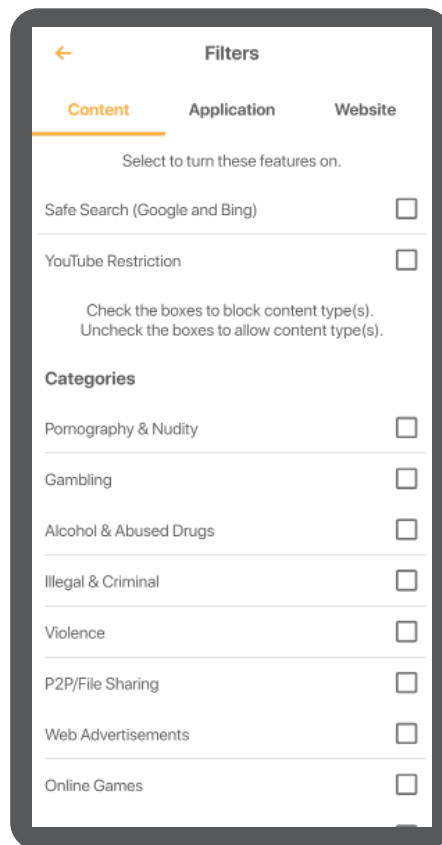 Filters
Content Application Website
Select to turn these features on.
Safe Search (Google and Bing)
YouTube Restriction
Check the boxes to block content type(s).
Uncheck the boxes to allow content type(s).
Categories
Pornography & Nudity
Gambling
Alcohol & Abused Drugs
Illegal & Criminal
Violence
P2P/File Sharing
Web Advertisements
Online Games